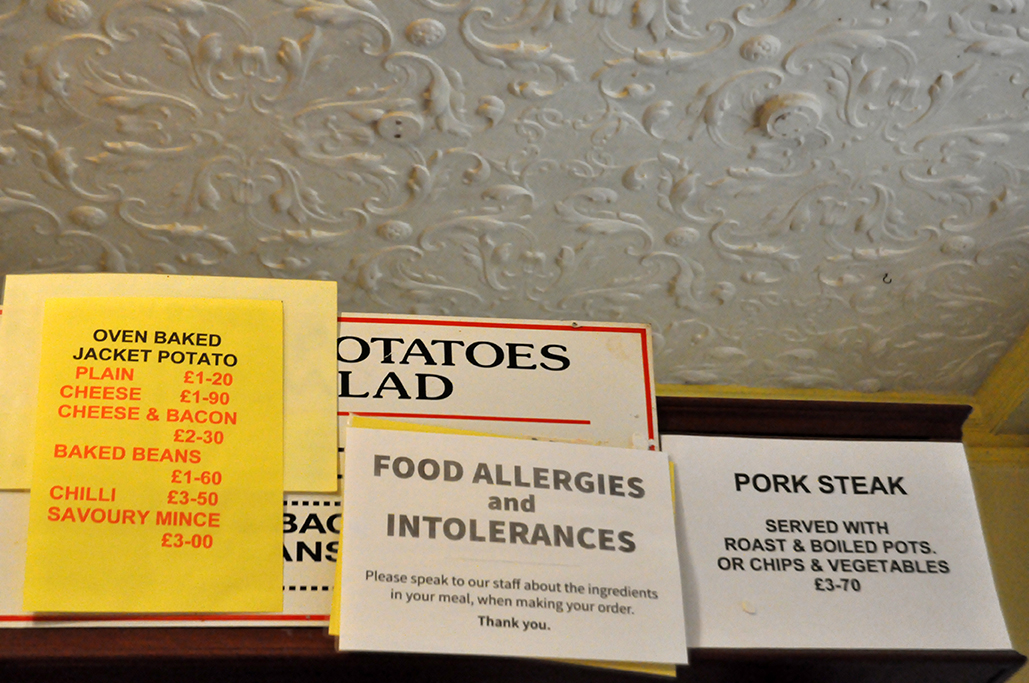 OVEN BAKED
JACKET POTATO
PLAIN £1-20
CHEESE £1-90
CHEESE & BACON
£2-30
BAKED BEANS
£1-60
CHILLI £3-50
SAVOURY MINCE
£3-00
OTATOES
LAD
BAC
ANS
FOOD ALLERGIES
and
INTOLERANCES
Please speak to our staff about the ingredients
in your meal, when making your order.
Thank you.
PORK STEAK
SERVED WITH
ROAST & BOILED POTS.
OR CHIPS & VEGETABLES
£3-70